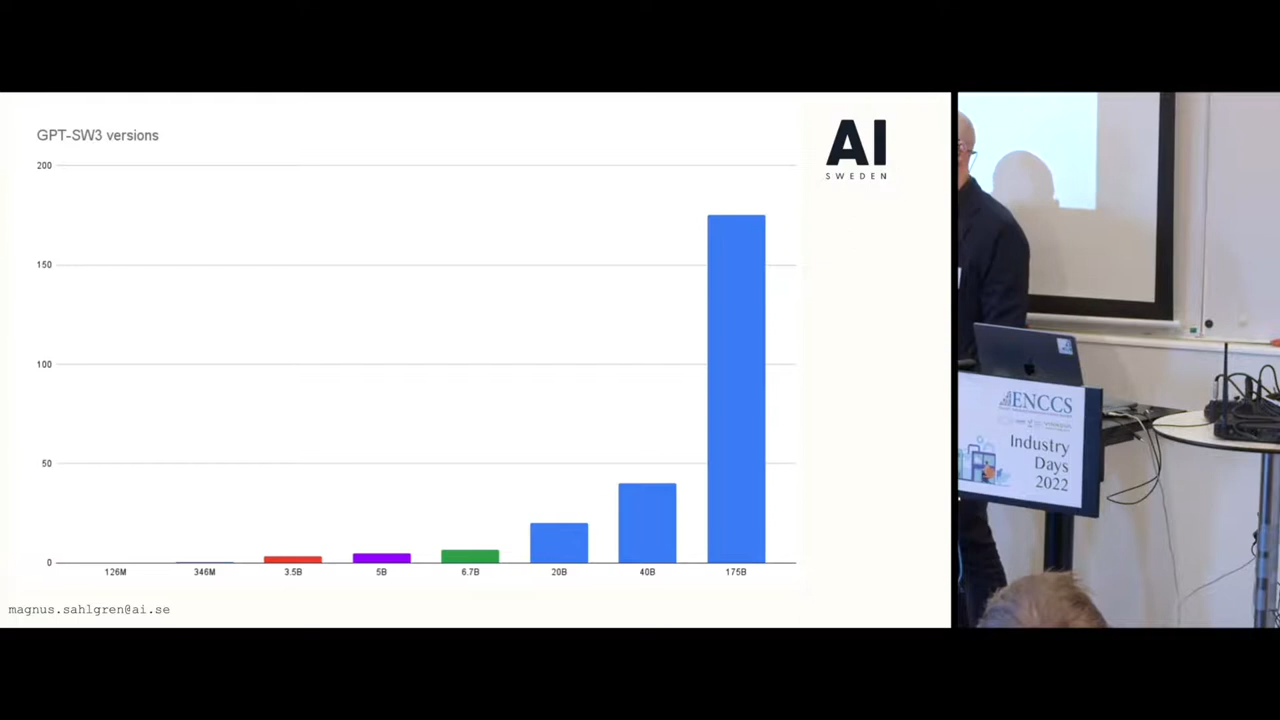 GPT-SW3 versions
200
150
100
50
0
126M
346M
3.5B
5B
6.7B
20B
40B
175B
AI
SWEDEN
magnus.sahlgren@ai.se
ENCCS
Industry
Days
2022